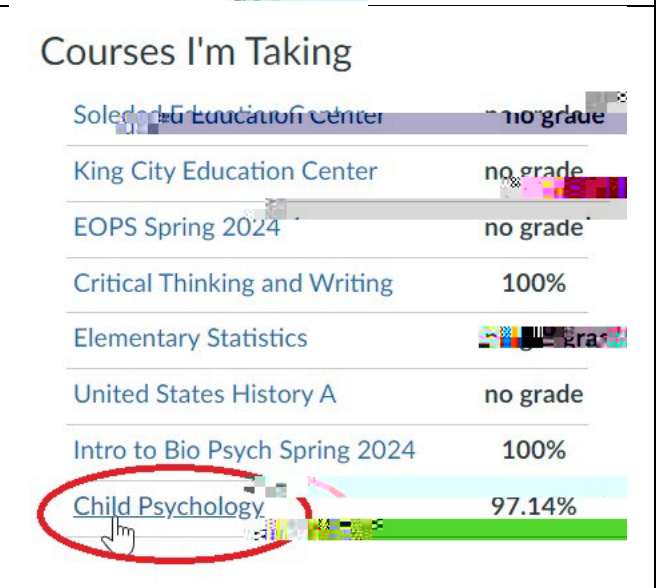 Courses I'm Taking
Education Center no grade
King City Education Center no grade
EOPS Spring 2024 no grade
Critical Thinking and Writing 100%
Elementary Statistics
United States History A no grade
Intro to Bio Psych Spring 2024 100%
Child Psychology 97.14%